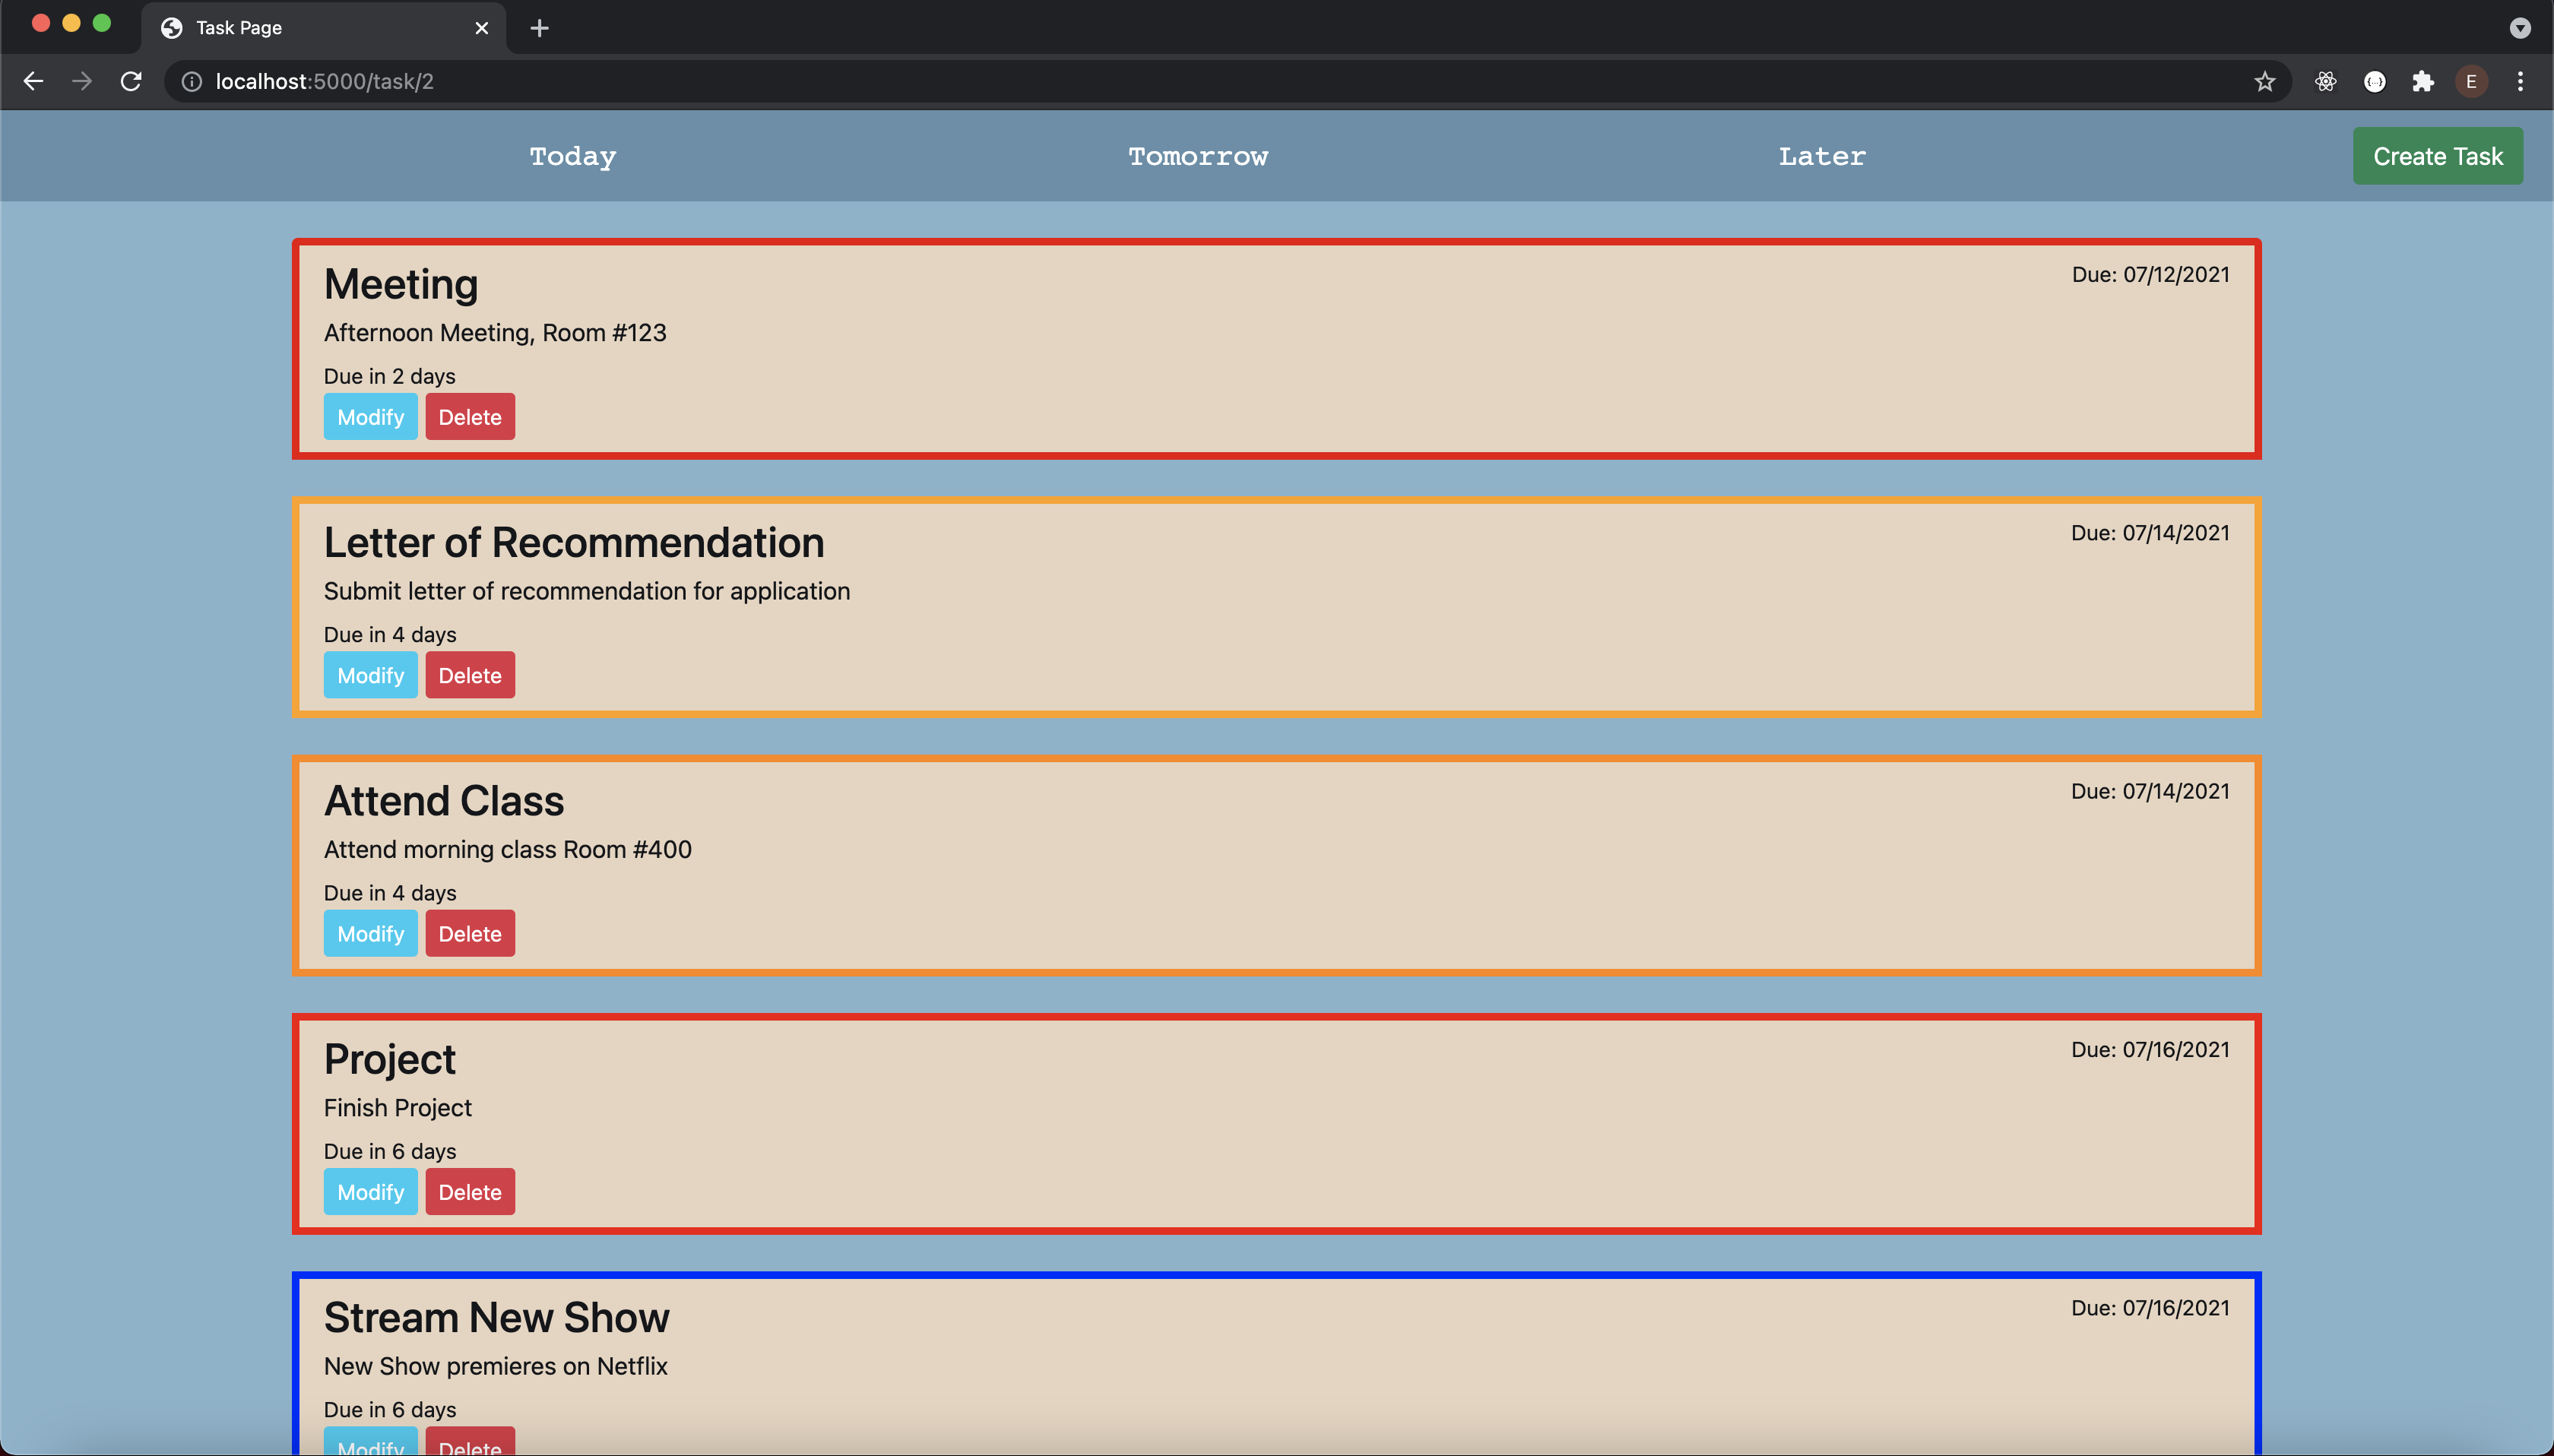 Task Page
localhost:5000/task/2
E
Today Tomorrow Later Create Task
Meeting
Due: 07/12/2021
Afternoon Meeting, Room #123
Due in 2 days
Modify Delete
Letter of Recommendation
Due: 07/14/2021
Submit letter of recommendation for application
Due in 4 days
Modify Delete
Attend Class
Due: 07/14/2021
Attend morning class Room #400
Due in 4 days
Modify Delete
Project
Due: 07/16/2021
Finish Project
Due in 6 days
Modify Delete
Stream New Show
Due: 07/16/2021
New Show premieres on Netflix
Due in 6 days
Modify Delete